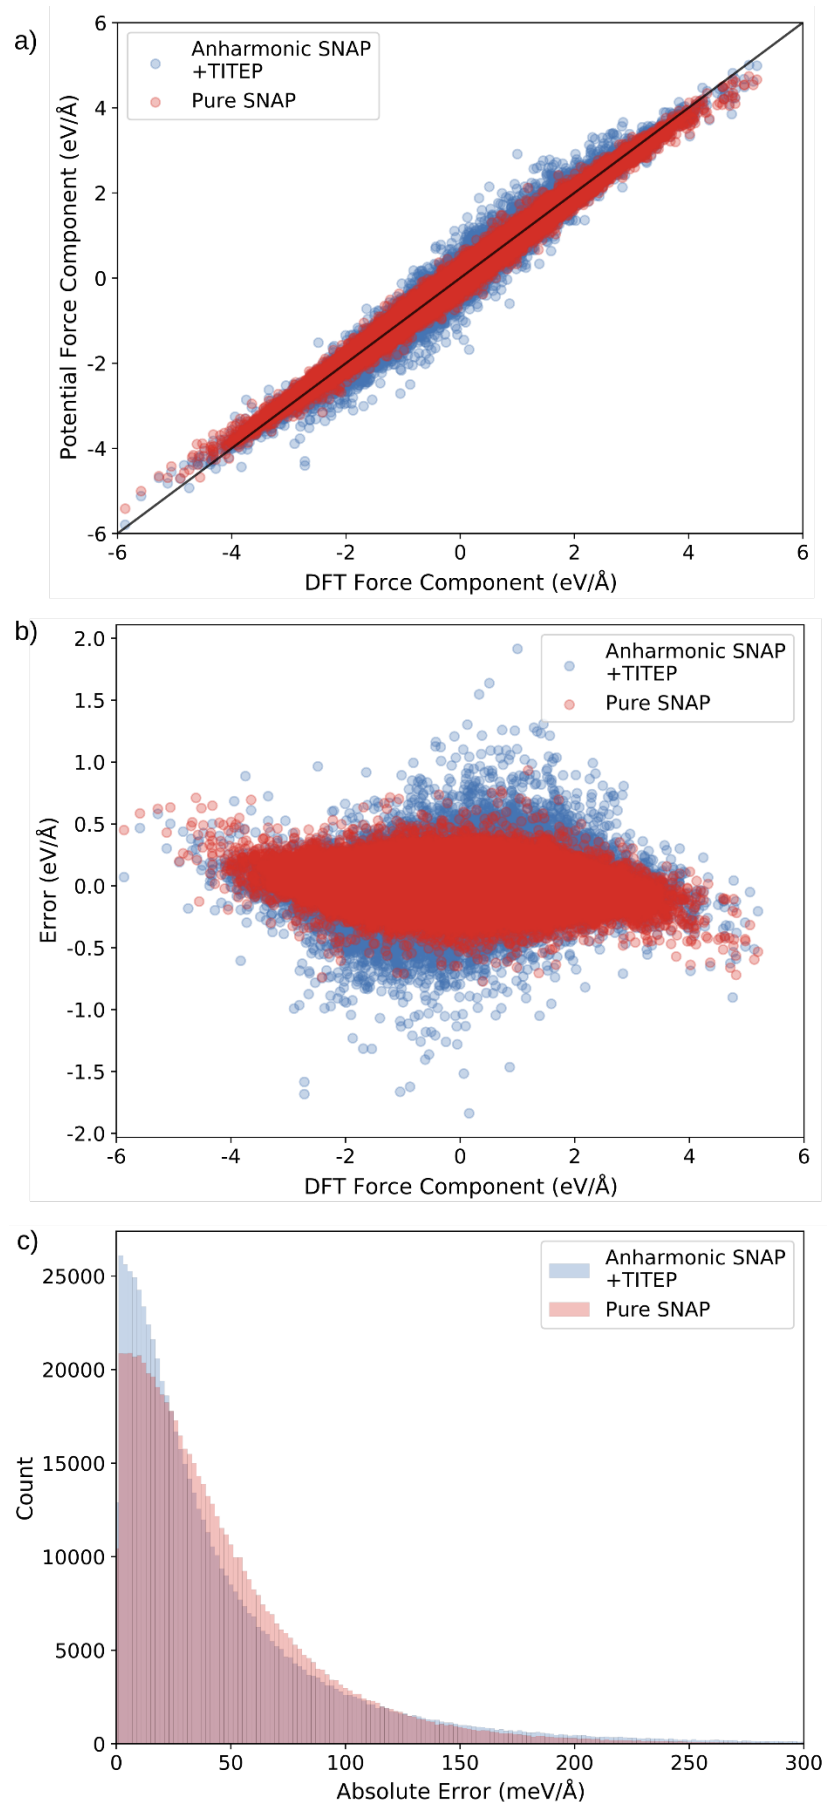 a)
6
4
2
0
-2
-4
-6
Potential Force Component (eV/Å)
Anharmonic SNAP
+TITEP
Pure SNAP
-6 -4 -2 0 2 4 6
DFT Force Component (eV/Å)
b)
2.0
1.5
1.0
0.5
0.0
-0.5
-1.0
-1.5
-2.0
Error (eV/Å)
Anharmonic SNAP
+TITEP
Pure SNAP
-6 -4 -2 0 2 4 6
DFT Force Component (eV/Å)
c)
25000
20000
15000
10000
5000
0
Count
Anharmonic SNAP
+TITEP
Pure SNAP
0 50 100 150 200 250 300
Absolute Error (meV/Å)